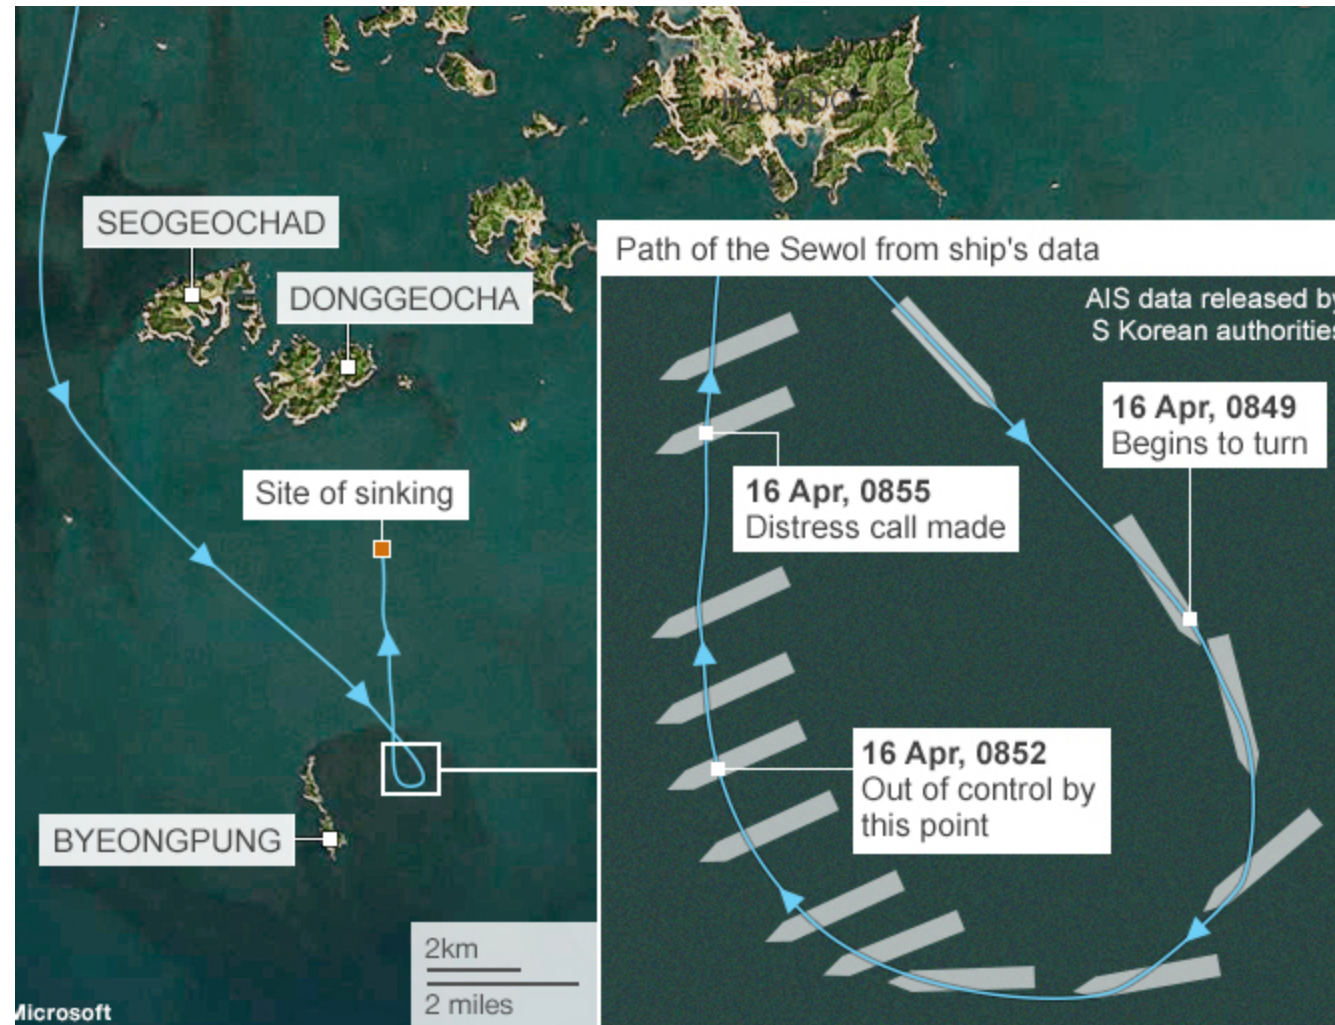 HAJODO
SEOGEOCHAD
DONGGEOCHA
Site of sinking
BYEONGPUNG
2km
2 miles
Microsoft
Path of the Sewol from ship's data
AIS data released by
S Korean authorities
16 Apr, 0849
Begins to turn
16 Apr, 0855
Distress call made
16 Apr, 0852
Out of control by
this point